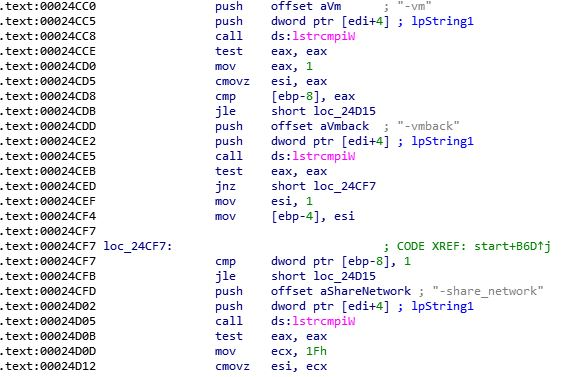 .text:00024CC0 push offset aVm ; "-vm"
.text:00024CC5 push dword ptr [edi+4] ; lpString1
.text:00024CC8 call ds:lstrcmpiW
.text:00024CCE test eax, eax
.text:00024CD0 mov eax, 1
.text:00024CD5 cmovz esi, eax
.text:00024CD8 cmp [ebp-8], eax
.text:00024CDB jle short loc_24D15
.text:00024CDD push offset aVmback ; "-vmback"
.text:00024CE2 push dword ptr [edi+4] ; lpString1
.text:00024CE5 call ds:lstrcmpiW
.text:00024CEB test eax, eax
.text:00024CED jnz short loc_24CF7
.text:00024CEF mov esi, 1
.text:00024CF4 mov [ebp-4], esi
.text:00024CF7
.text:00024CF7 loc_24CF7: ; CODE XREF: start+B6D↑j
.text:00024CF7 cmp dword ptr [ebp-8], 1
.text:00024CFB jle short loc_24D15
.text:00024CFD push offset aShareNetwork ; "-share_network"
.text:00024D02 push dword ptr [edi+4] ; lpString1
.text:00024D05 call ds:lstrcmpiW
.text:00024D0B test eax, eax
.text:00024D0D mov ecx, 1Fh
.text:00024D12 cmovz esi, ecx